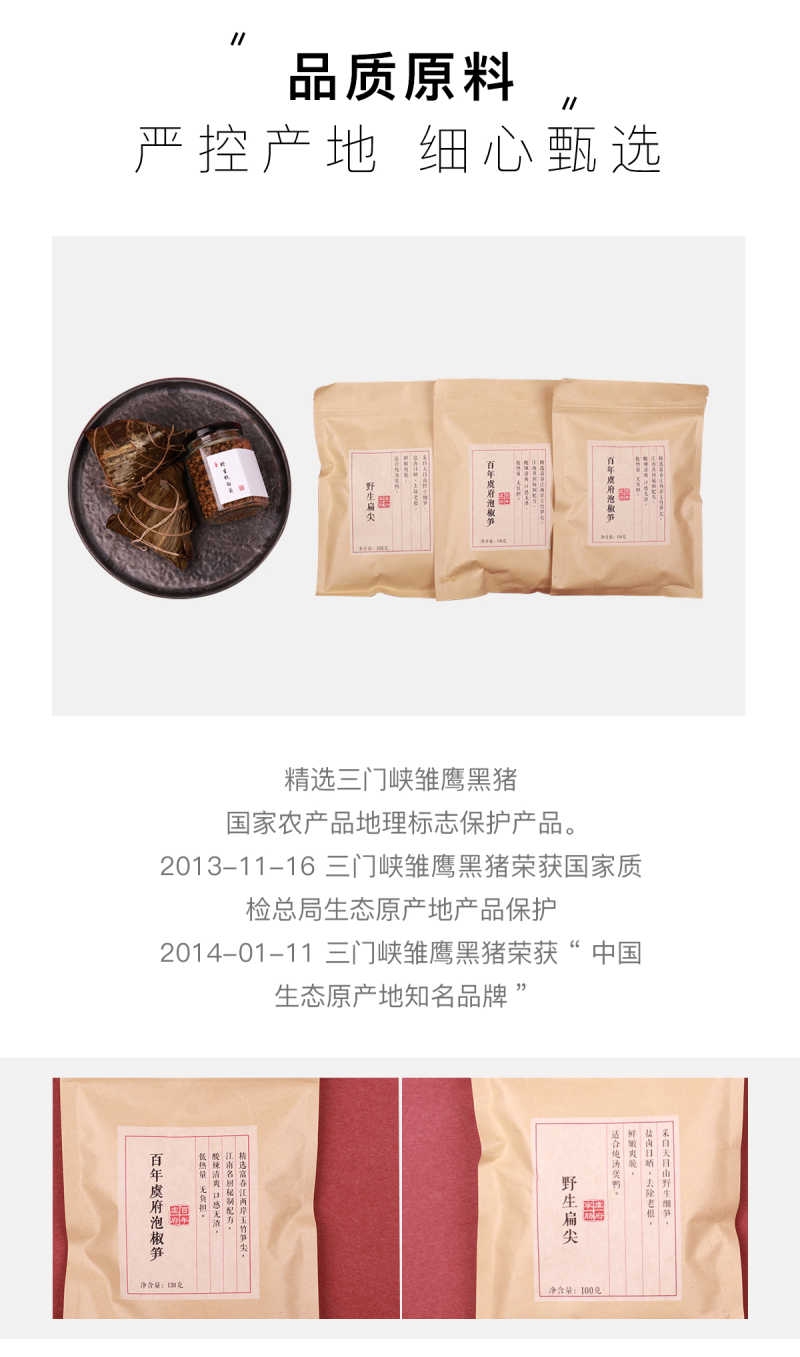 品质原料
严控产地 细心甄选
野生扁尖
百年虞府泡椒笋
百年虞府泡椒笋
精选三门峡雏鹰黑猪
国家农产品地理标志保护产品。
2013-11-16 三门峡雏鹰黑猪荣获国家质
检总局生态原产地产品保护
2014-01-11 三门峡雏鹰黑猪荣获 “ 中国
生态原产地知名品牌 ”
精选富春江两岸玉竹笋尖，
江南名厨秘制配方，
酸辣清爽 口感无渣，
低热量 无负担。
百年虞府泡椒笋
净含量：130克
采自天目山野生细笋，
盐卤日晒，去除老根，
鲜嫩爽脆，
适合炖汤煲鸭。
野生扁尖
净含量：100克